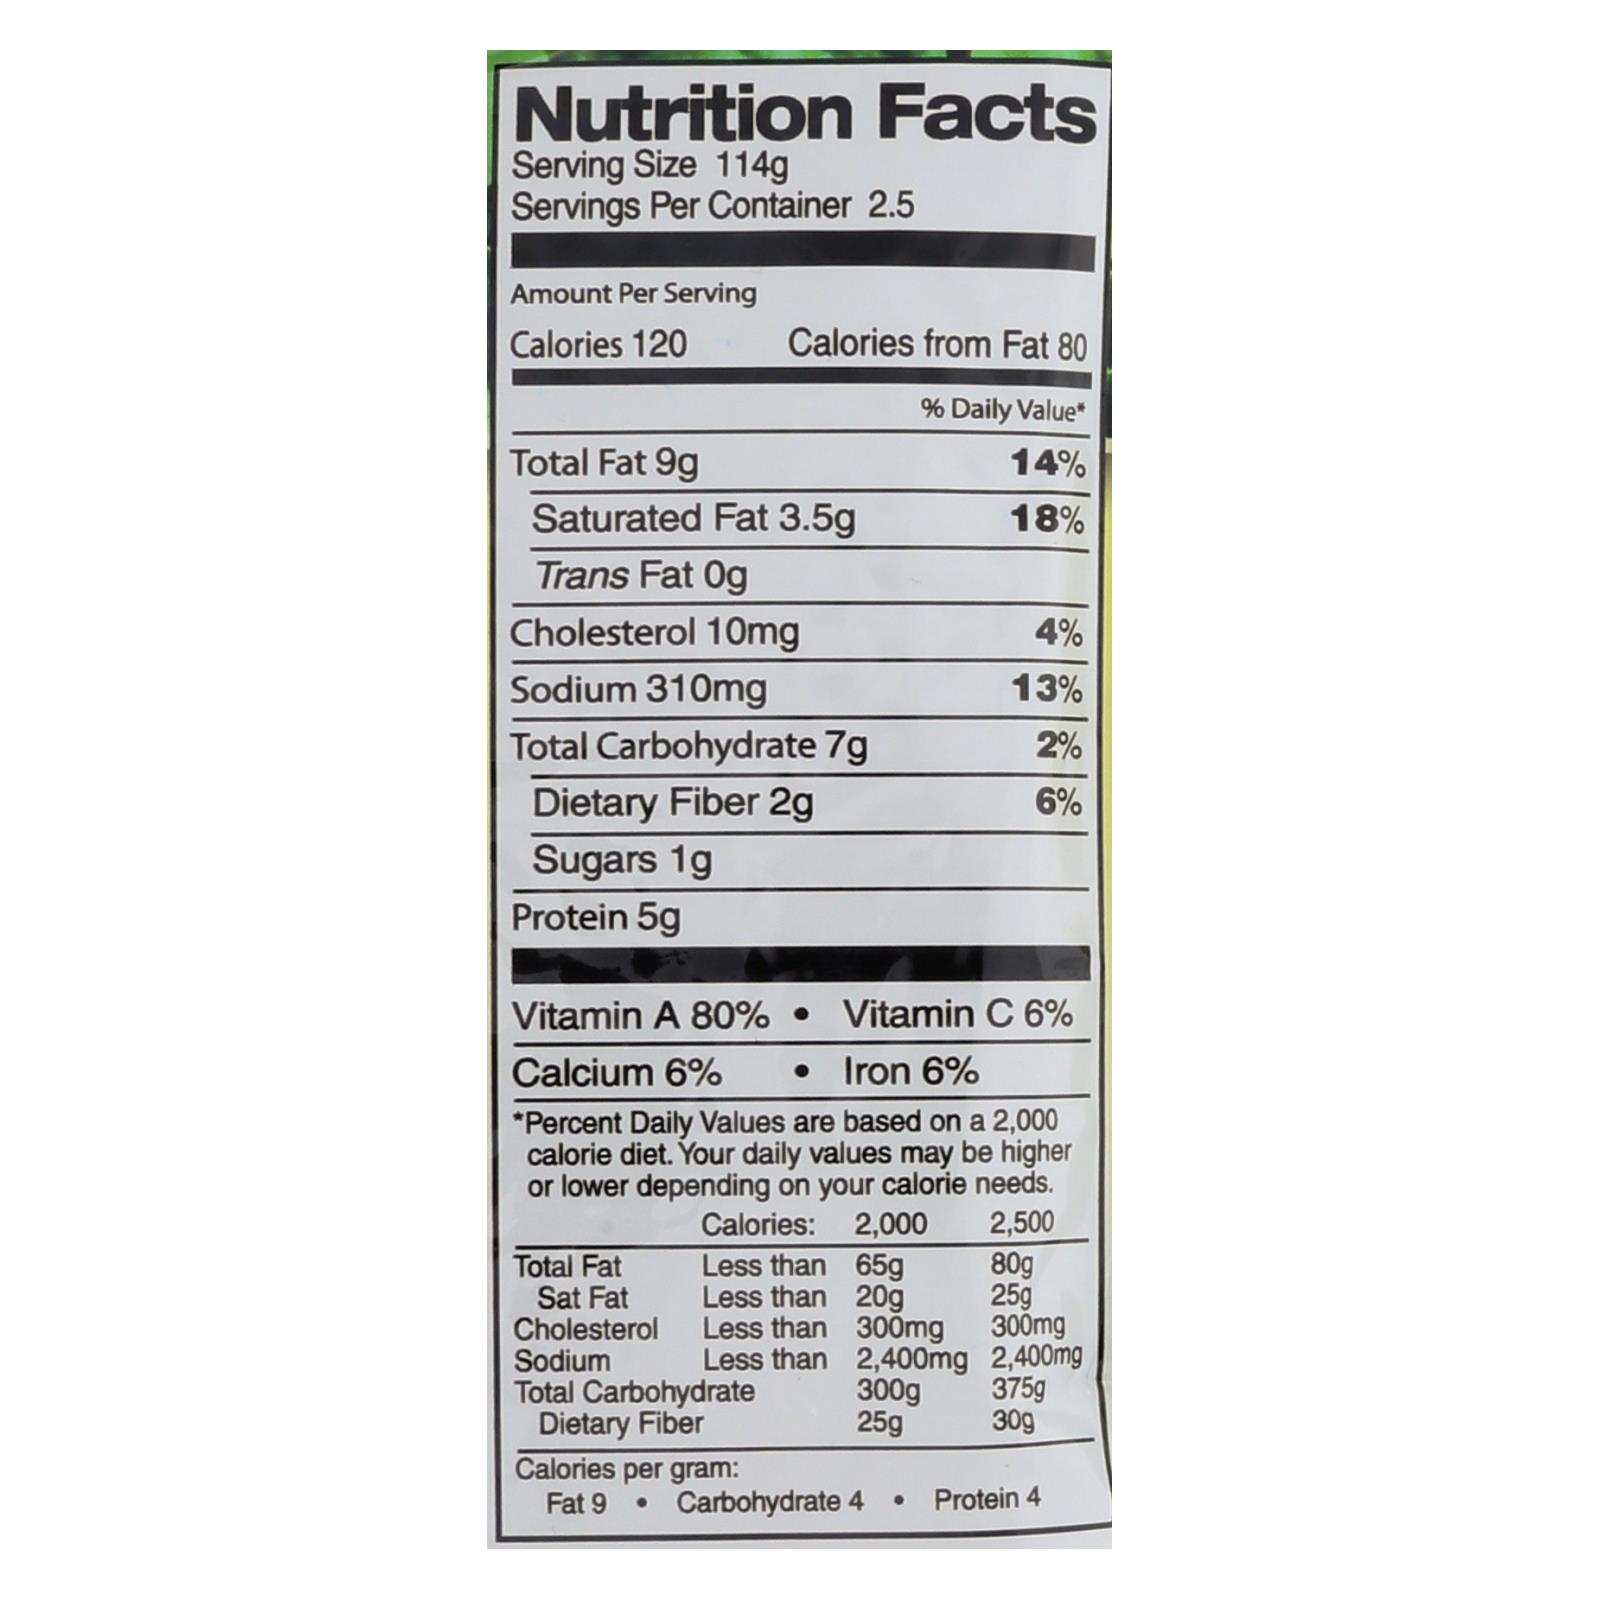 Nutrition Facts
Serving Size 114g
Servings Per Container 2.5
Amount Per Serving
Calories 120 Calories from Fat 80
% Daily Value*
Total Fat 9g 14%
Saturated Fat 3.5g 18%
Trans Fat 0g
Cholesterol 10mg 4%
Sodium 310mg 13%
Total Carbohydrate 7g 2%
Dietary Fiber 2g 6%
Sugars 1g
Protein 5g
Vitamin A 80% • Vitamin C 6%
Calcium 6% • Iron 6%
*Percent Daily Values are based on a 2,000
calorie diet. Your daily values may be higher
or lower depending on your calorie needs.
Calories: 2,000 2,500
Total Fat Less than 65g 80g
Sat Fat Less than 20g 25g
Cholesterol Less than 300mg 300mg
Sodium Less than 2,400mg 2,400mg
Total Carbohydrate 300g 375g
Dietary Fiber 25g 30g
Calories per gram:
Fat 9 • Carbohydrate 4 • Protein 4